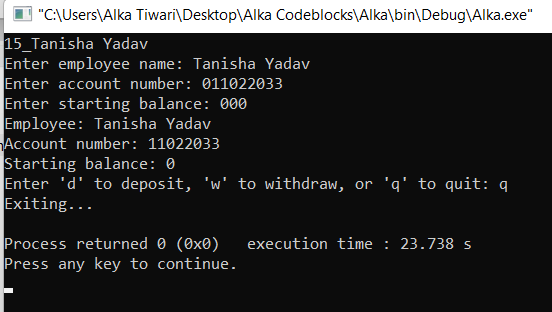 "C:\Users\Alka Tiwari\Desktop\Alka Codeblocks\Alka\bin\Debug\Alka.exe"
15_Tanisha Yadav
Enter employee name: Tanisha Yadav
Enter account number: 011022033
Enter starting balance: 000
Employee: Tanisha Yadav
Account number: 11022033
Starting balance: 0
Enter 'd' to deposit, 'w' to withdraw, or 'q' to quit: q
Exiting...
Process returned 0 (0x0)   execution time : 23.738 s
Press any key to continue.